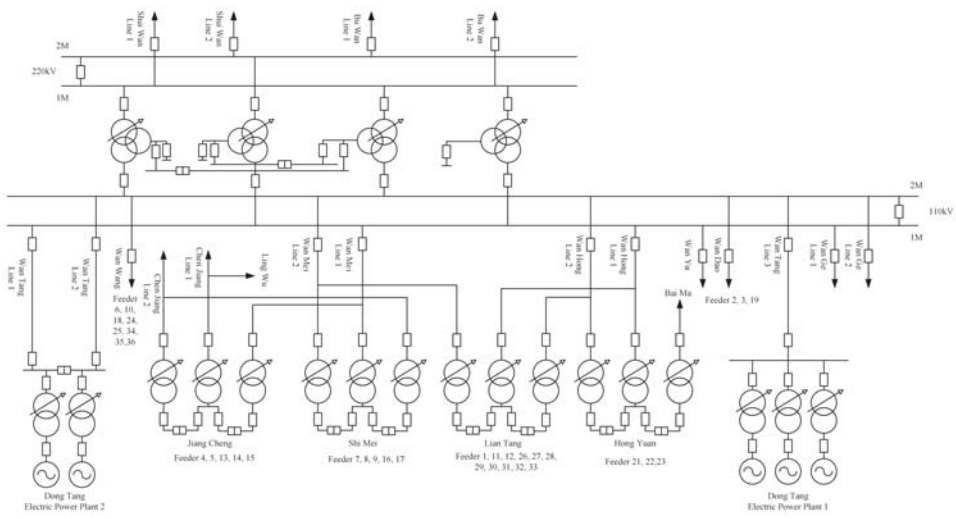 Shui Wan
Line 1
Shui Wan
Line 2
Bu Wan
Line 1
Bu Wan
Line 2
2M
220kV
1M
2M
110kV
1M
Wan Tang
Line 1
Wan Tang
Line 2
Wan Wang
Feeder
6, 10,
18, 24,
25, 34,
35,36
Chen Jiang
Line 2
Chen Jiang
Line 1
Ling Wu
Wan Mei
Line 2
Wan Mei
Line 1
Wan Hong
Line 2
Wan Hong
Line 1
Bai Ma
Wan Yu
Wan Dao
Feeder 2, 3, 19
Wan Tang
Line 3
Wan Ge
Line 1
Wan Ge
Line 2
Jiang Cheng
Feeder 4, 5, 13, 14, 15
Shi Mei
Feeder 7, 8, 9, 16, 17
Lian Tang
Feeder 1, 11, 12, 26, 27, 28,
29, 30, 31, 32, 33
Hong Yuan
Feeder 21, 22,23
Dong Tang
Electric Power Plant 2
Dong Tang
Electric Power Plant 1